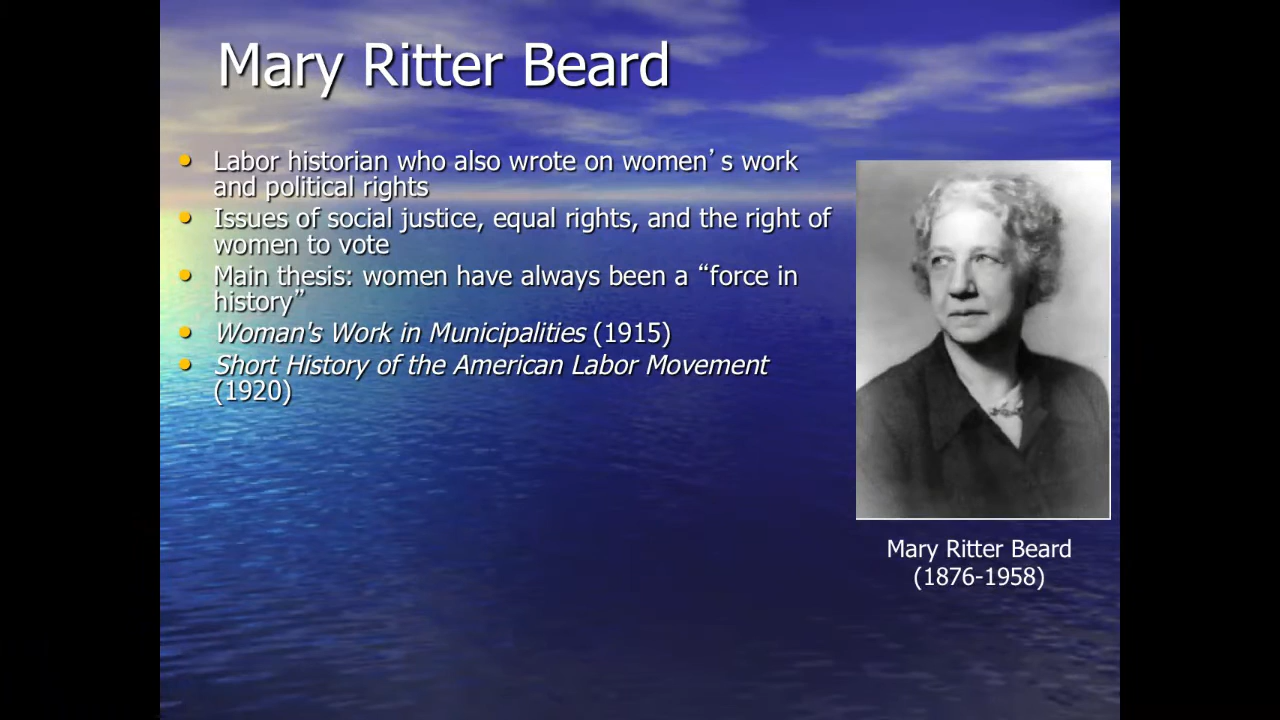 Mary Ritter Beard
• Labor historian who also wrote on women’s work
and political rights
• Issues of social justice, equal rights, and the right of
women to vote
• Main thesis: women have always been a “force in
history”
• Woman's Work in Municipalities (1915)
• Short History of the American Labor Movement
(1920)
Mary Ritter Beard
(1876-1958)